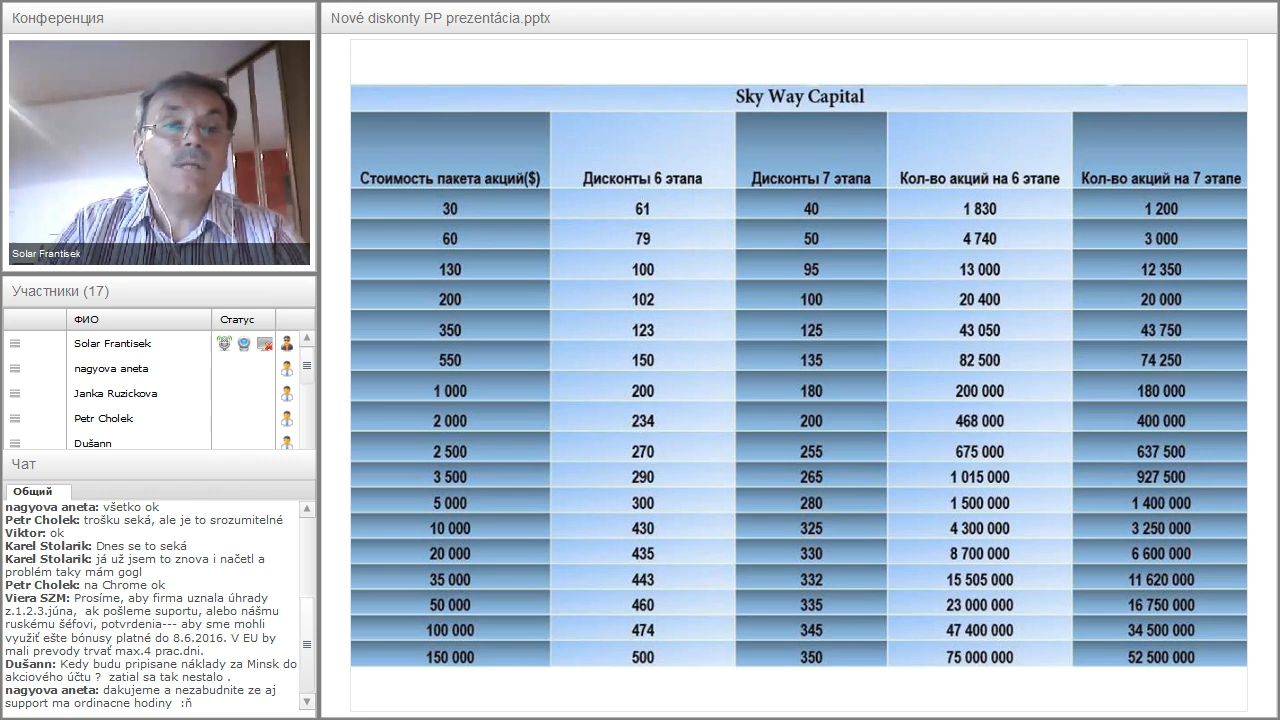 Конференция
Solar Frantisek
Участники (17)
ФИО Статус
Solar Frantisek
nagyova aneta
Janka Ruzickova
Petr Cholek
Dušann
Чат
Общий
nagyova aneta: všetko ok
Petr Cholek: trošku seká, ale je to srozumitelné
Viktor: ok
Karel Stolarik: Dnes se to seká
Karel Stolarik: já už jsem to znova i načetl a
problém taky mám gogl
Petr Cholek: na Chrome ok
Viera SZM: Prosíme, aby firma uznala úhrady
z.1.2.3.júna, ak pošleme suportu, alebo nášmu
ruskému šéfovi, potvrdenia--- aby sme mohli
využiť ešte bónusy platné do 8.6.2016. V EU by
mali prevody trvať max.4 prac.dni.
Dušann: Kedy budu pripisane náklady za Minsk do
akciového účtu ? zatial sa tak nestalo .
nagyova aneta: dakujeme a nezabudnite ze aj
support ma ordinacne hodiny :ň
Nové diskonty PP prezentácia.pptx
Sky Way Capital
Стоимость пакета акций($) Дисконты 6 этапа Дисконты 7 этапа Кол-во акций на 6 этапе Кол-во акций на 7 этапе
30 61 40 1 830 1 200
60 79 50 4 740 3 000
130 100 95 13 000 12 350
200 102 100 20 400 20 000
350 123 125 43 050 43 750
550 150 135 82 500 74 250
1 000 200 180 200 000 180 000
2 000 234 200 468 000 400 000
2 500 270 255 675 000 637 500
3 500 290 265 1 015 000 927 500
5 000 300 280 1 500 000 1 400 000
10 000 430 325 4 300 000 3 250 000
20 000 435 330 8 700 000 6 600 000
35 000 443 332 15 505 000 11 620 000
50 000 460 335 23 000 000 16 750 000
100 000 474 345 47 400 000 34 500 000
150 000 500 350 75 000 000 52 500 000